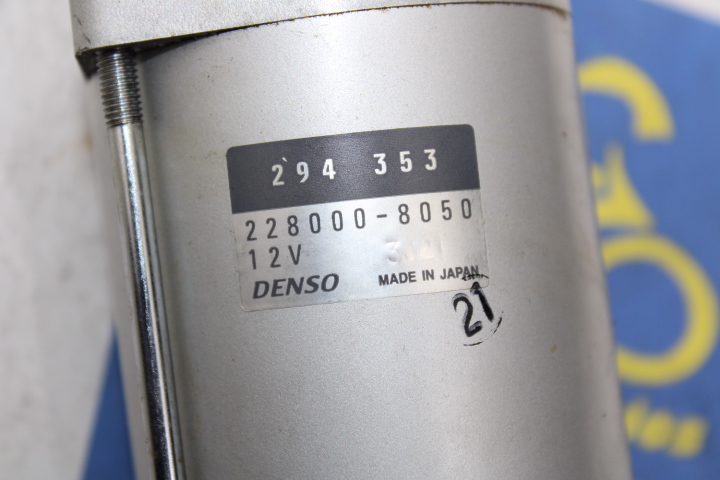 294 353
228000-8050
12V
DENSO MADE IN JAPAN
21